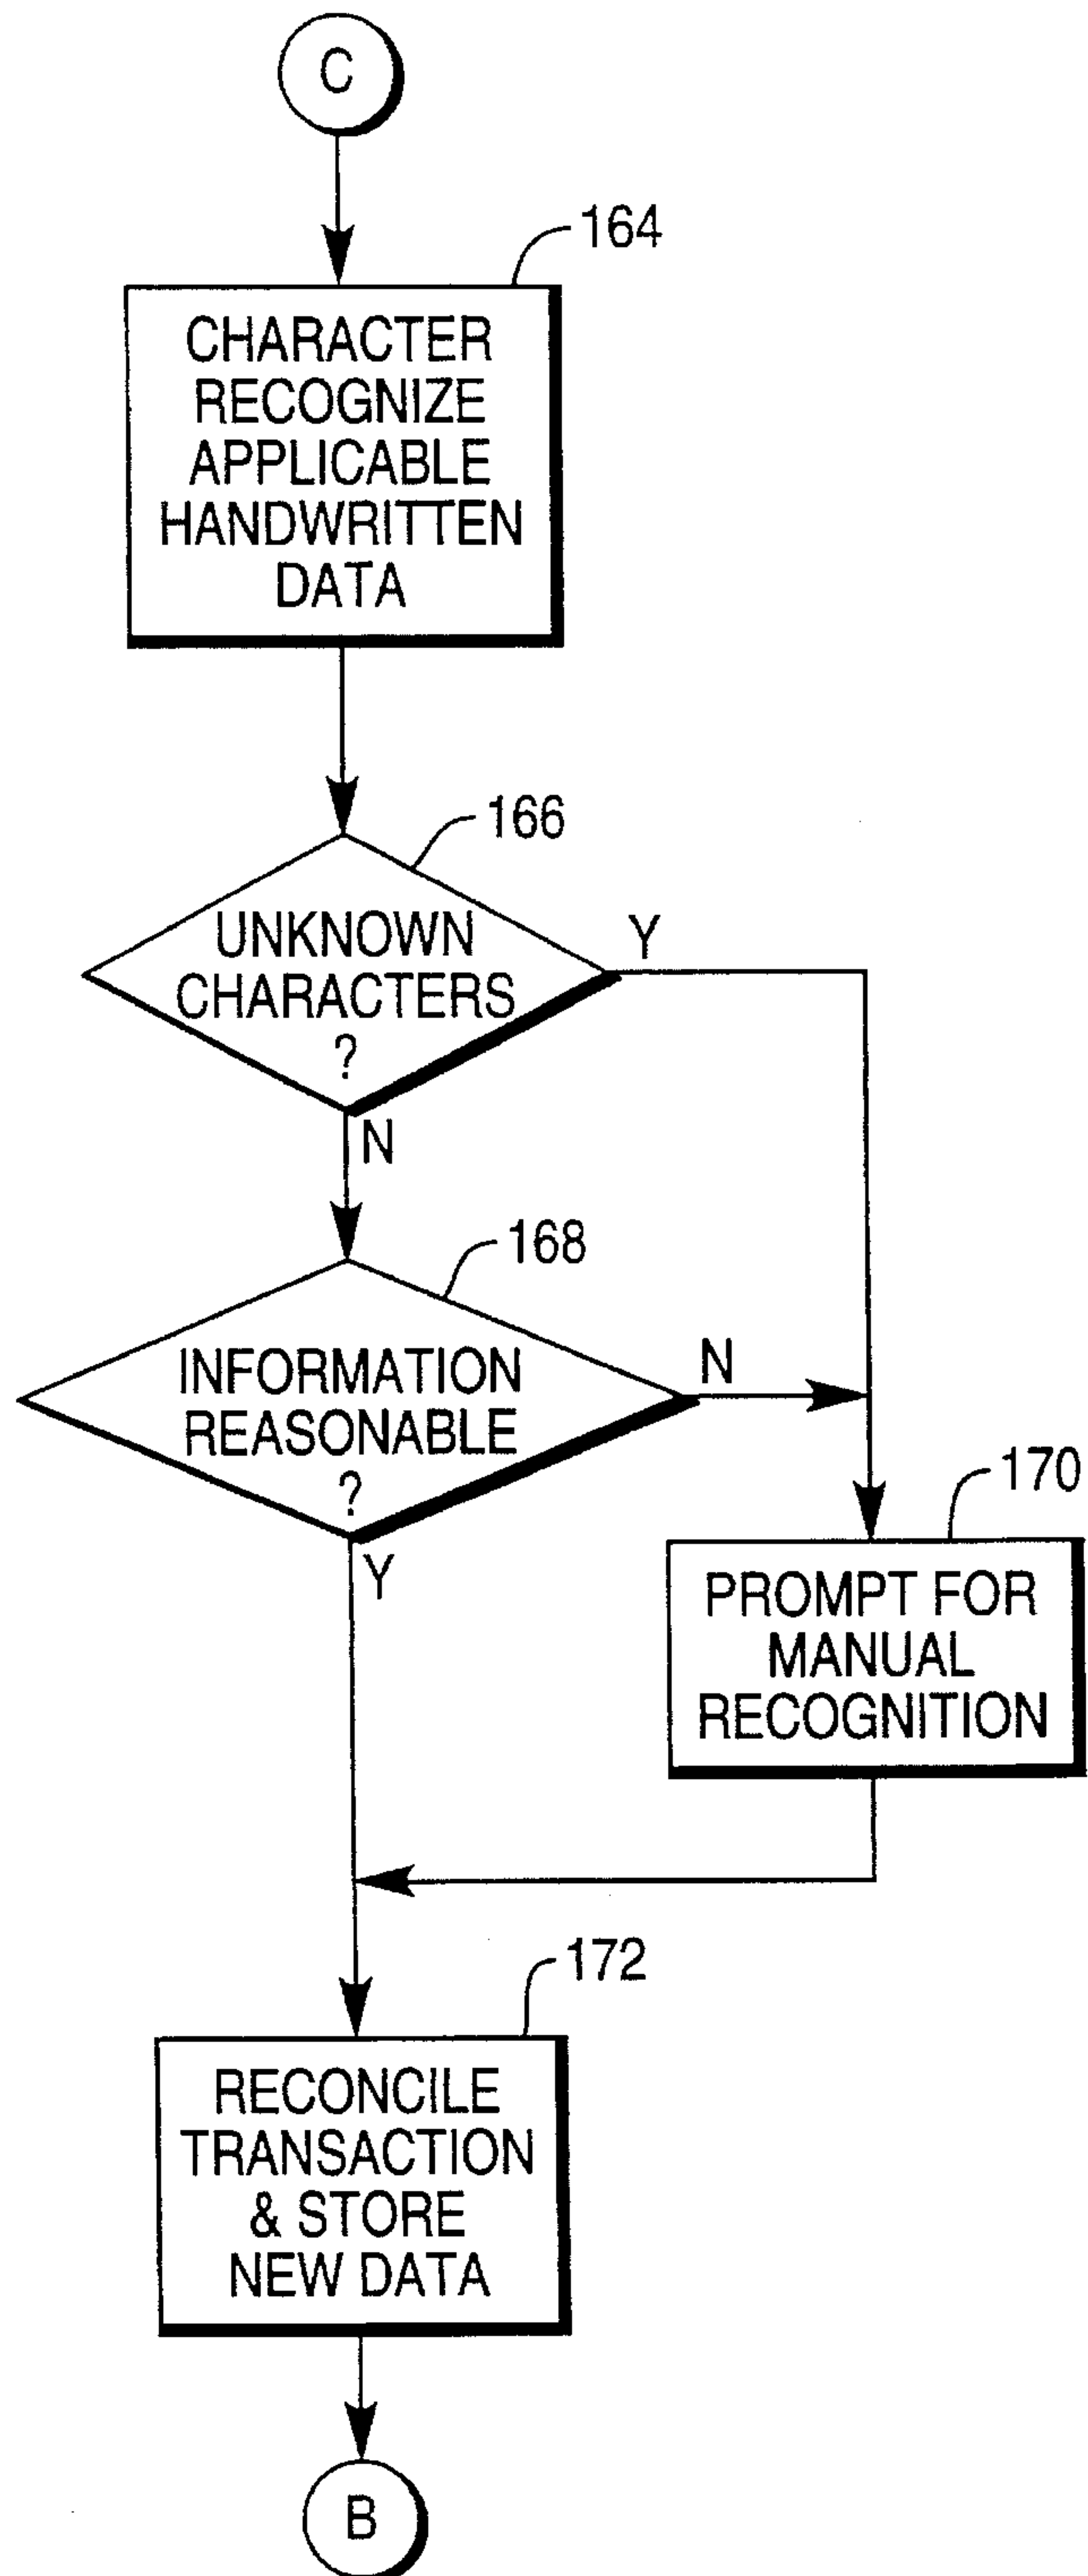 C
164
CHARACTER
RECOGNIZE
APPLICABLE
HANDWRITTEN
DATA
166
UNKNOWN
CHARACTERS
?
Y
N
168
INFORMATION
REASONABLE
?
N
Y
170
PROMPT FOR
MANUAL
RECOGNITION
172
RECONCILE
TRANSACTION
& STORE
NEW DATA
B